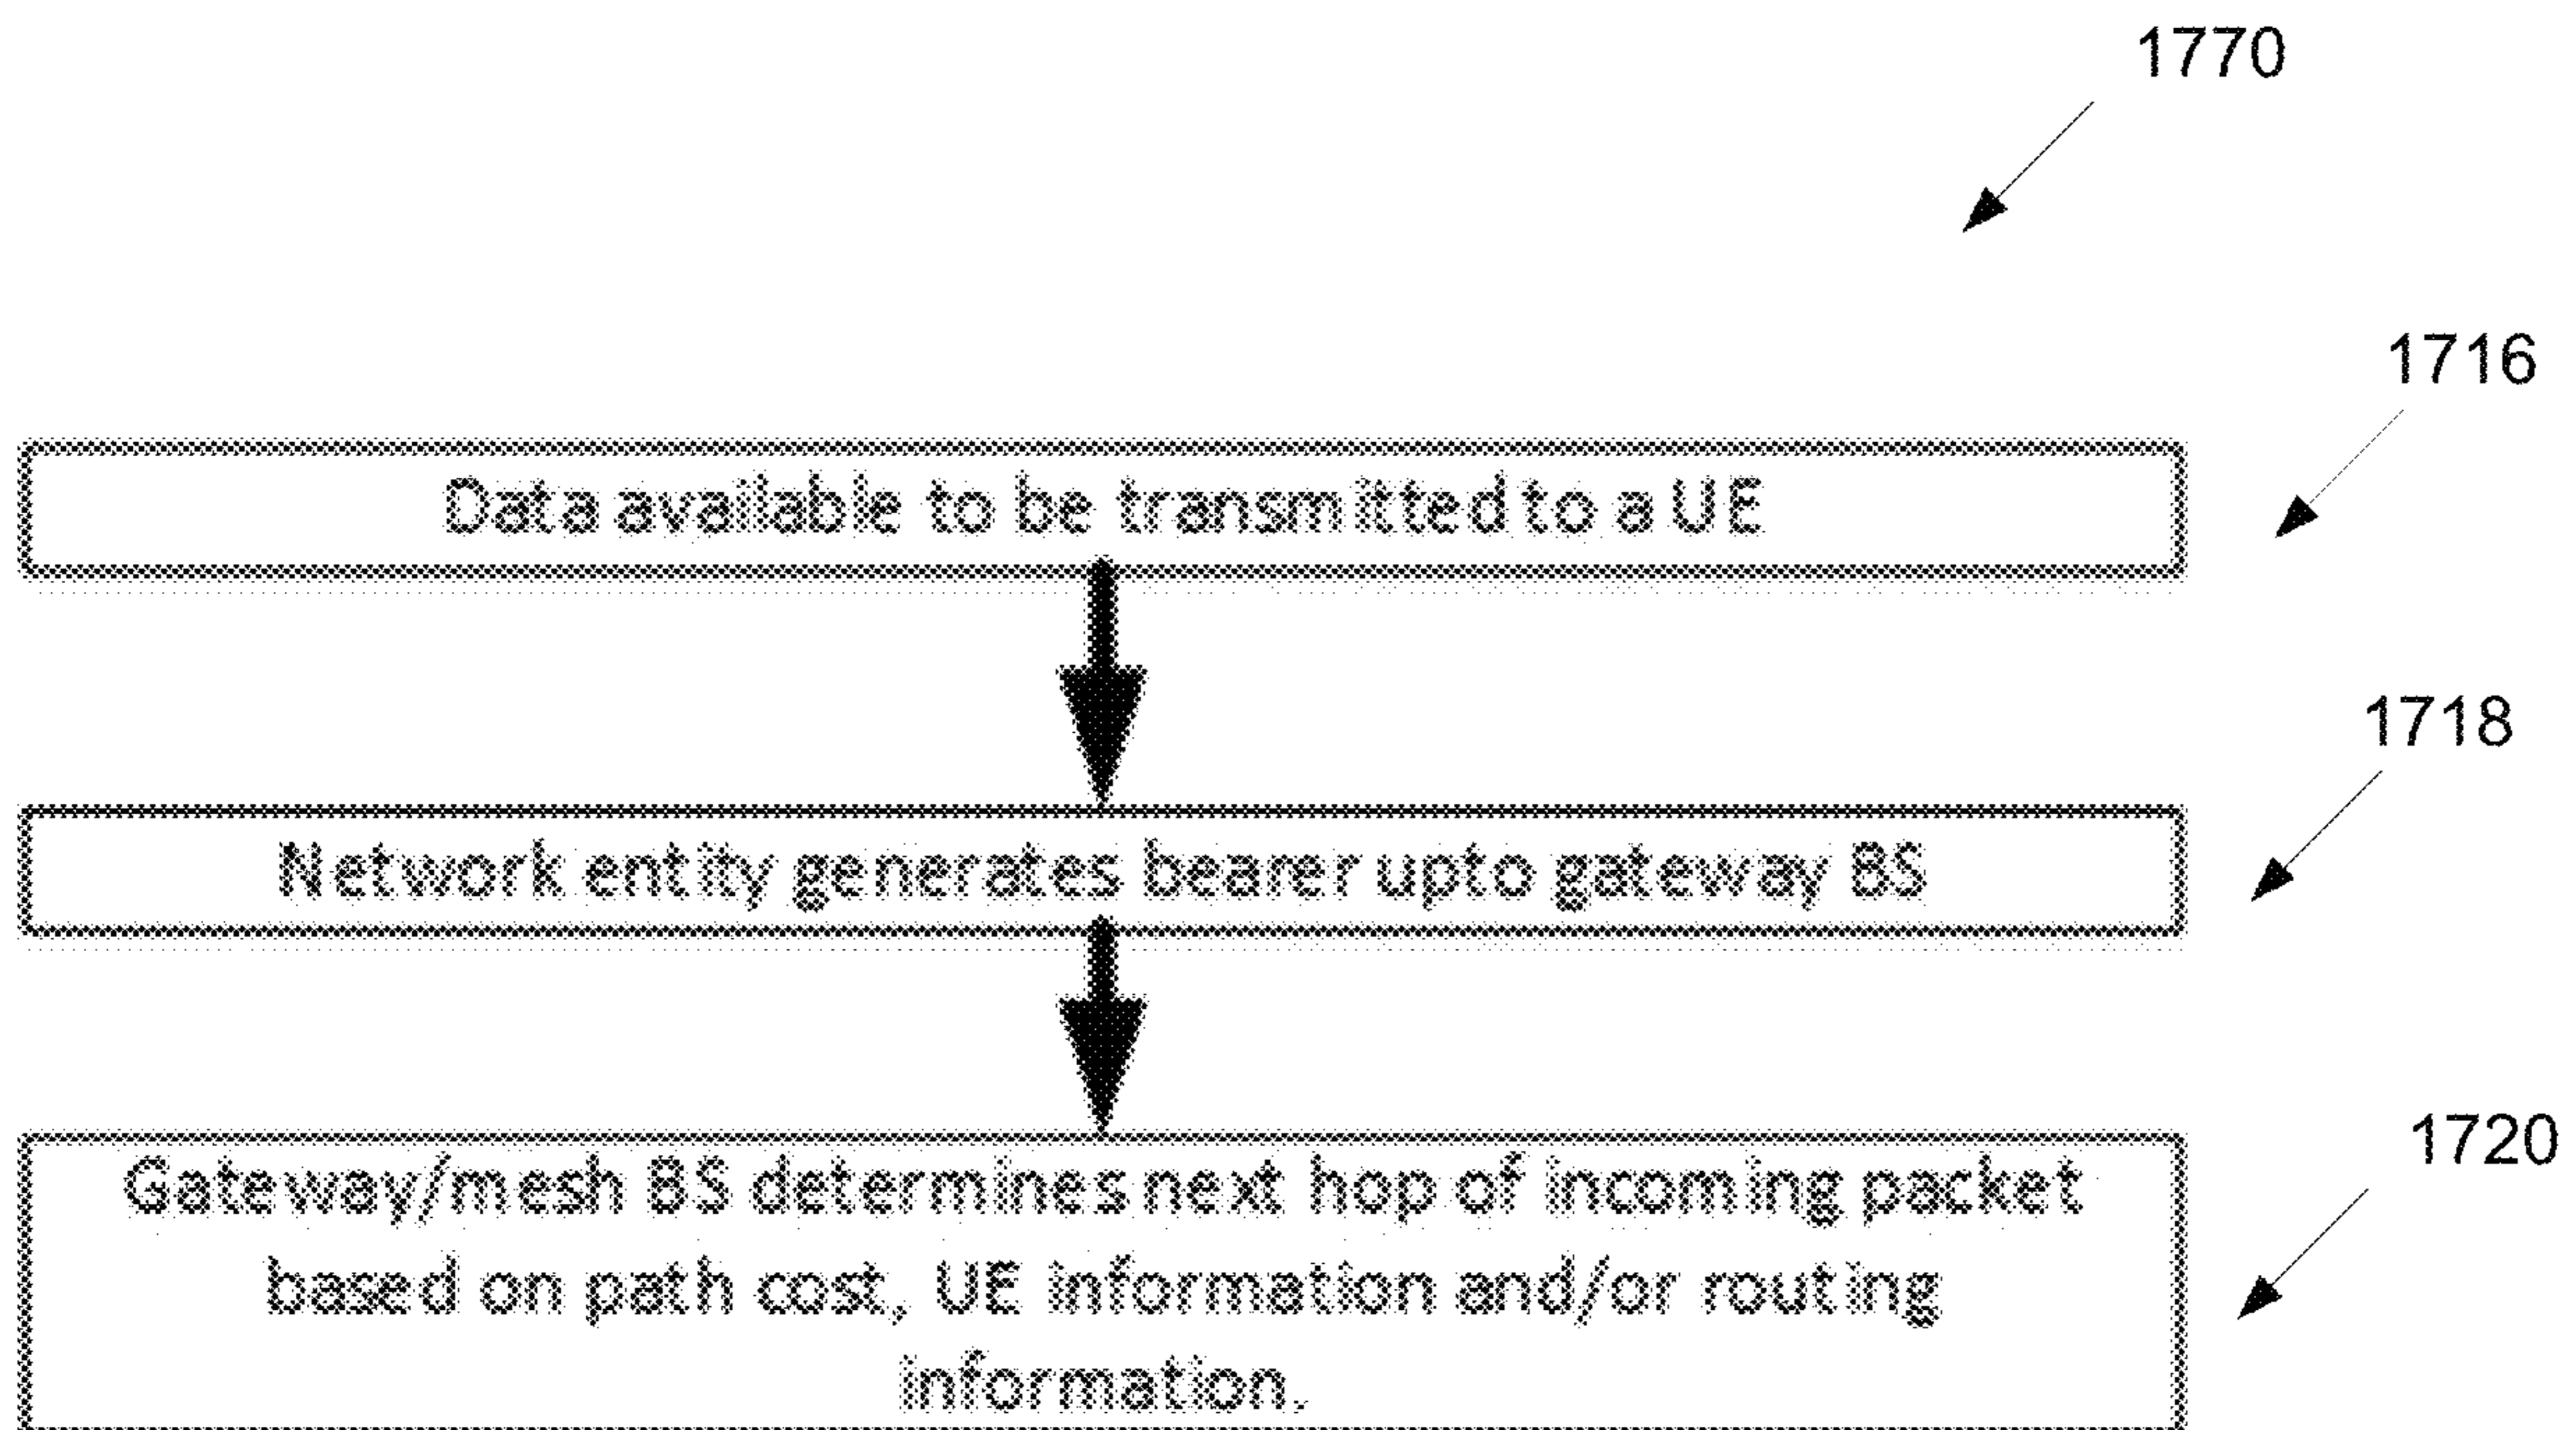 1770
1716
Data available to be transmitted to a UE
1718
Network entity generates bearer upto gateway BS
1720
Gateway/mesh BS determines next hop of incoming packet
based on path cost, UE information and/or routing
information.